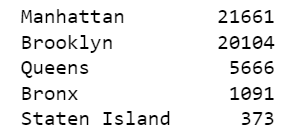 Manhattan 21661
Brooklyn 20104
Queens 5666
Bronx 1091
Staten Island 373